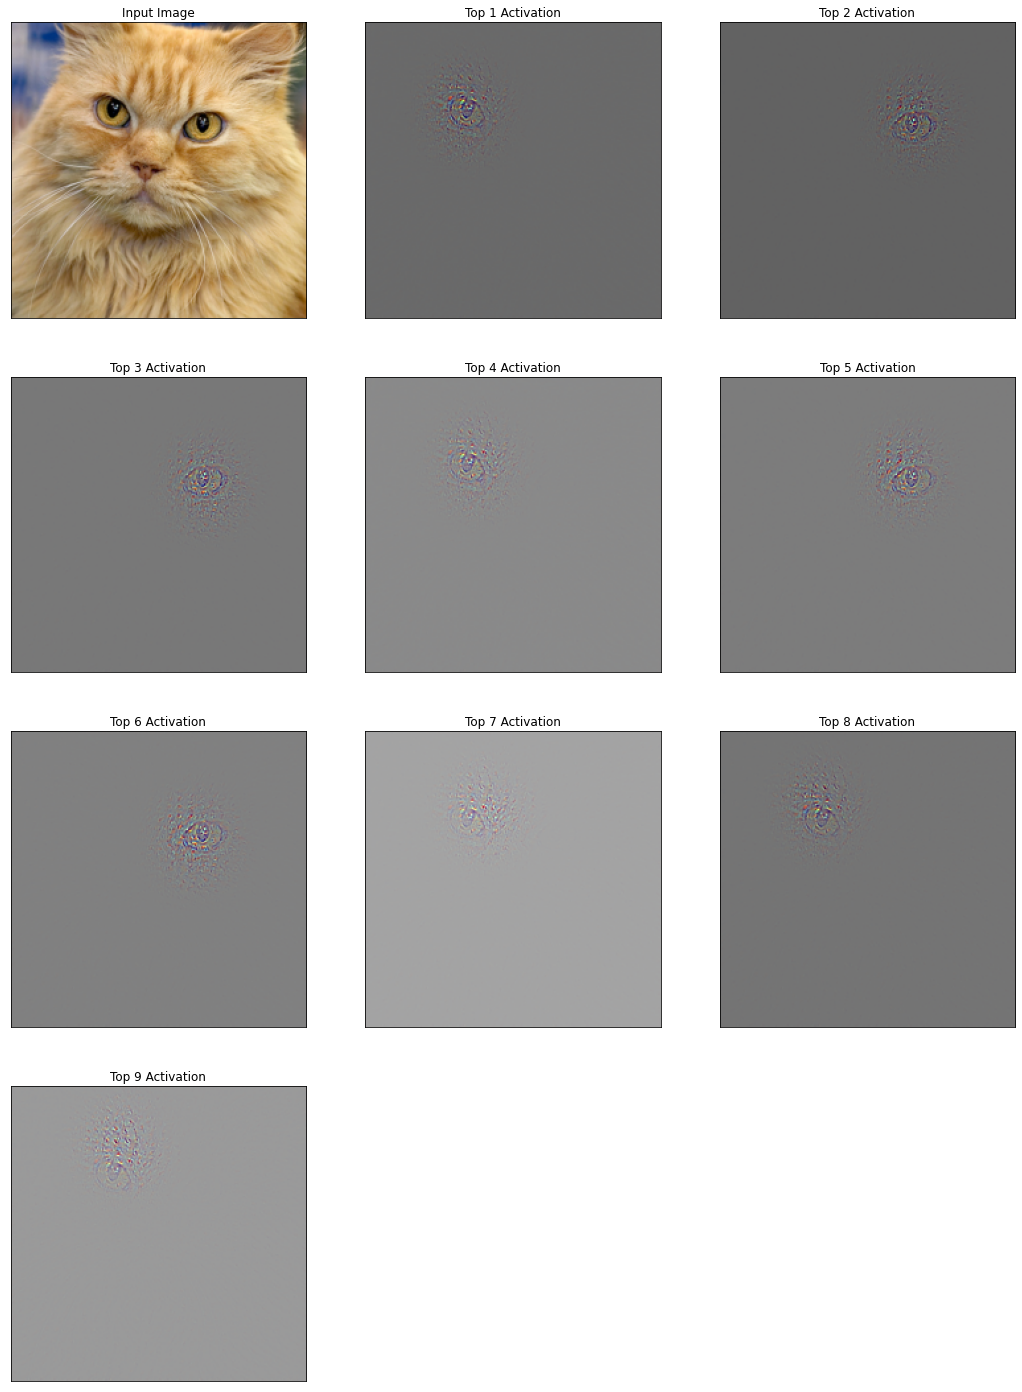 Input Image
Top 1 Activation
Top 2 Activation
Top 3 Activation
Top 4 Activation
Top 5 Activation
Top 6 Activation
Top 7 Activation
Top 8 Activation
Top 9 Activation